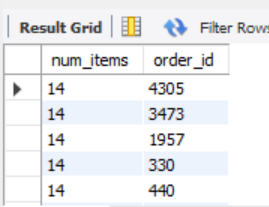 Result Grid Filter Rows
num_items order_id
14 4305
14 3473
14 1957
14 330
14 440